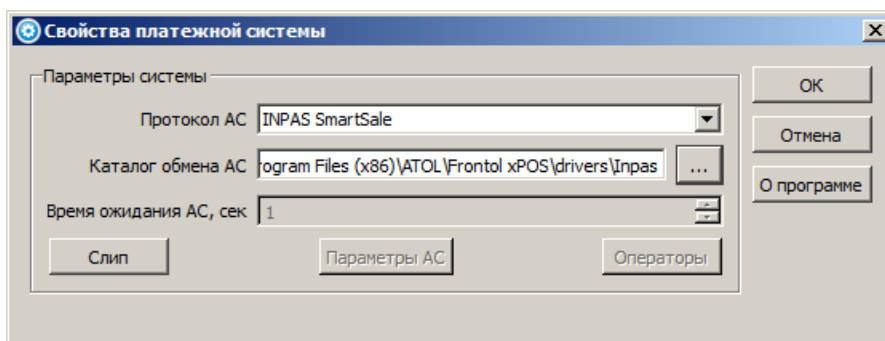 Свойства платежной системы
Параметры системы
ОК
Протокол АС INPAS SmartSale
Отмена
Каталог обмена АС rogram Files (x86)\ATOL\Frontol xPOS\drivers\Inpas ...
О программе
Время ожидания АС, сек 1
Слип Параметры АС Операторы